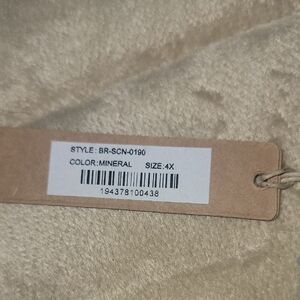 STYLE: BR-SCN-0190
COLOR:MINERAL SIZE:4X
194378100438